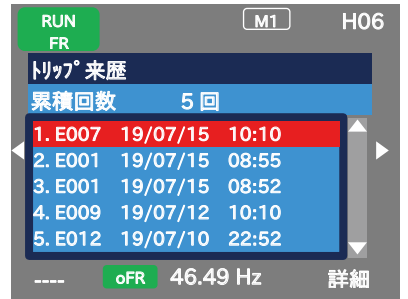 RUN M1 H06
FR
ﾄﾘｯﾌﾟ来歴
累積回数 5 回
1. E007 19/07/15 10:10
2. E001 19/07/15 08:55
3. E001 19/07/15 08:52
4. E009 19/07/12 10:10
5. E012 19/07/10 22:52
---- oFR 46.49 Hz 詳細